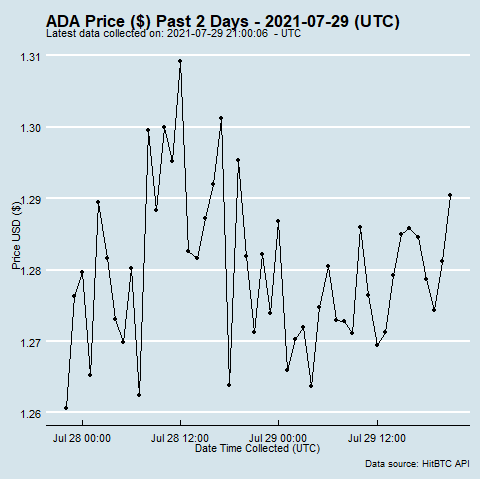 ADA Price ($) Past 2 Days - 2021-07-29 (UTC)
Latest data collected on: 2021-07-29 21:00:06 - UTC
1.31
1.30
1.29
1.28
1.27
1.26
Price USD ($)
Jul 28 00:00 Jul 28 12:00 Jul 29 00:00 Jul 29 12:00
Date Time Collected (UTC)
Data source: HitBTC API